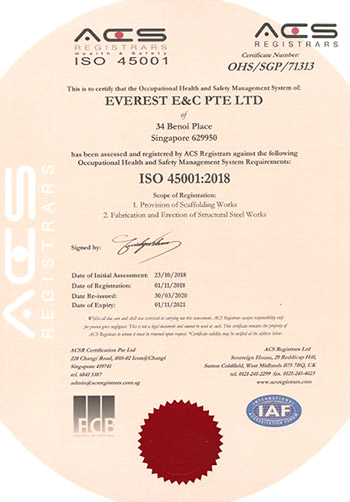 ACS
REGISTRARS
Health & Safety
ISO 45001
ACS
REGISTRARS
Certificate Number:
OHS/SGP/71313
This is to certify that the Occupational Health and Safety Management System of:
EVEREST E&C PTE LTD
of
34 Benoi Place
Singapore 629950
has been assessed and registered by ACS Registrars against the following
Occupational Health and Safety Management System Requirements:
ISO 45001:2018
Scope of Registration:
1. Provision of Scaffolding Works
2. Fabrication and Erection of Structural Steel Works
ACS
REGISTRARS
Signed by:
Date of Initial Assessment: 23/10/2018
Date of Registration: 01/11/2018
Date Re-issued: 30/03/2020
Date of Expiry: 01/11/2021
Whilst all due care and skill was exercised in carrying out this assessment, ACS Registrars accepts responsibility only
for proven gross negligence. This is not a legal document and cannot be used as such. This certificate remains the property of
ACS Registrars to whom it must be returned upon request. *Certificate validity may be verified at the address below.
ACSR Certification Pte Ltd
228 Changi Road, #05-02 Icon@Changi
Singapore 419741
tel. 6841 5387
admin@acsregistrars.com.sg
ACS Registrars Ltd
Sovereign House, 29 Reddicap Hill,
Sutton Coldfield, West Midlands B75 7BQ, UK
tel. 0121-241-2299 fax. 0121-243-4623
www.acsregistrars.com
INTERNATIONAL
IAF
ACCREDITATION FORUM